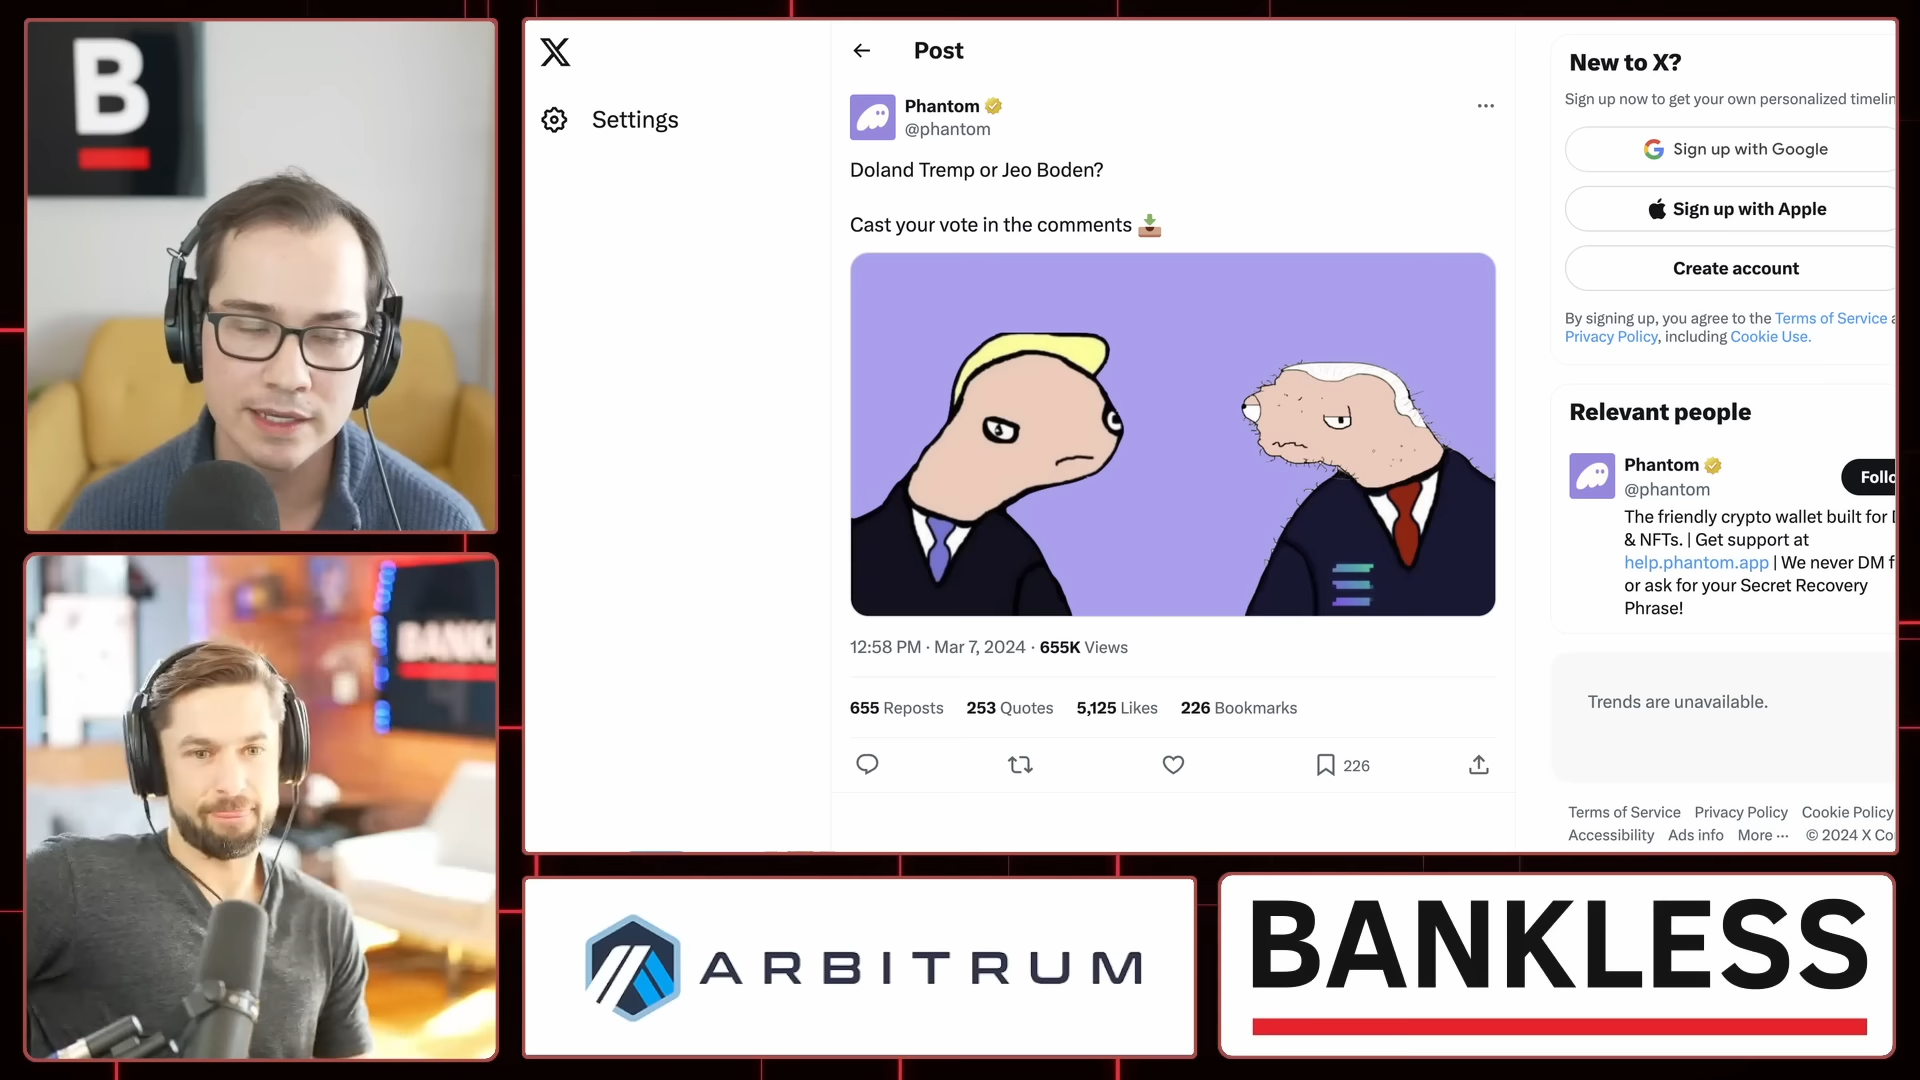 B
BANKL
X
Settings
Post
Phantom
@phantom
Doland Tremp or Jeo Boden?
Cast your vote in the comments
12:58 PM · Mar 7, 2024 · 655K Views
655 Reposts 253 Quotes 5,125 Likes 226 Bookmarks
226
New to X?
Sign up now to get your own personalized timelin
Sign up with Google
Sign up with Apple
Create account
By signing up, you agree to the Terms of Service a
Privacy Policy, including Cookie Use.
Relevant people
Phantom
@phantom
Follo
The friendly crypto wallet built for D
& NFTs. | Get support at
help.phantom.app | We never DM f
or ask for your Secret Recovery
Phrase!
Trends are unavailable.
Terms of Service Privacy Policy Cookie Policy
Accessibility Ads info More ··· © 2024 X Co
ARBITRUM
BANKLESS